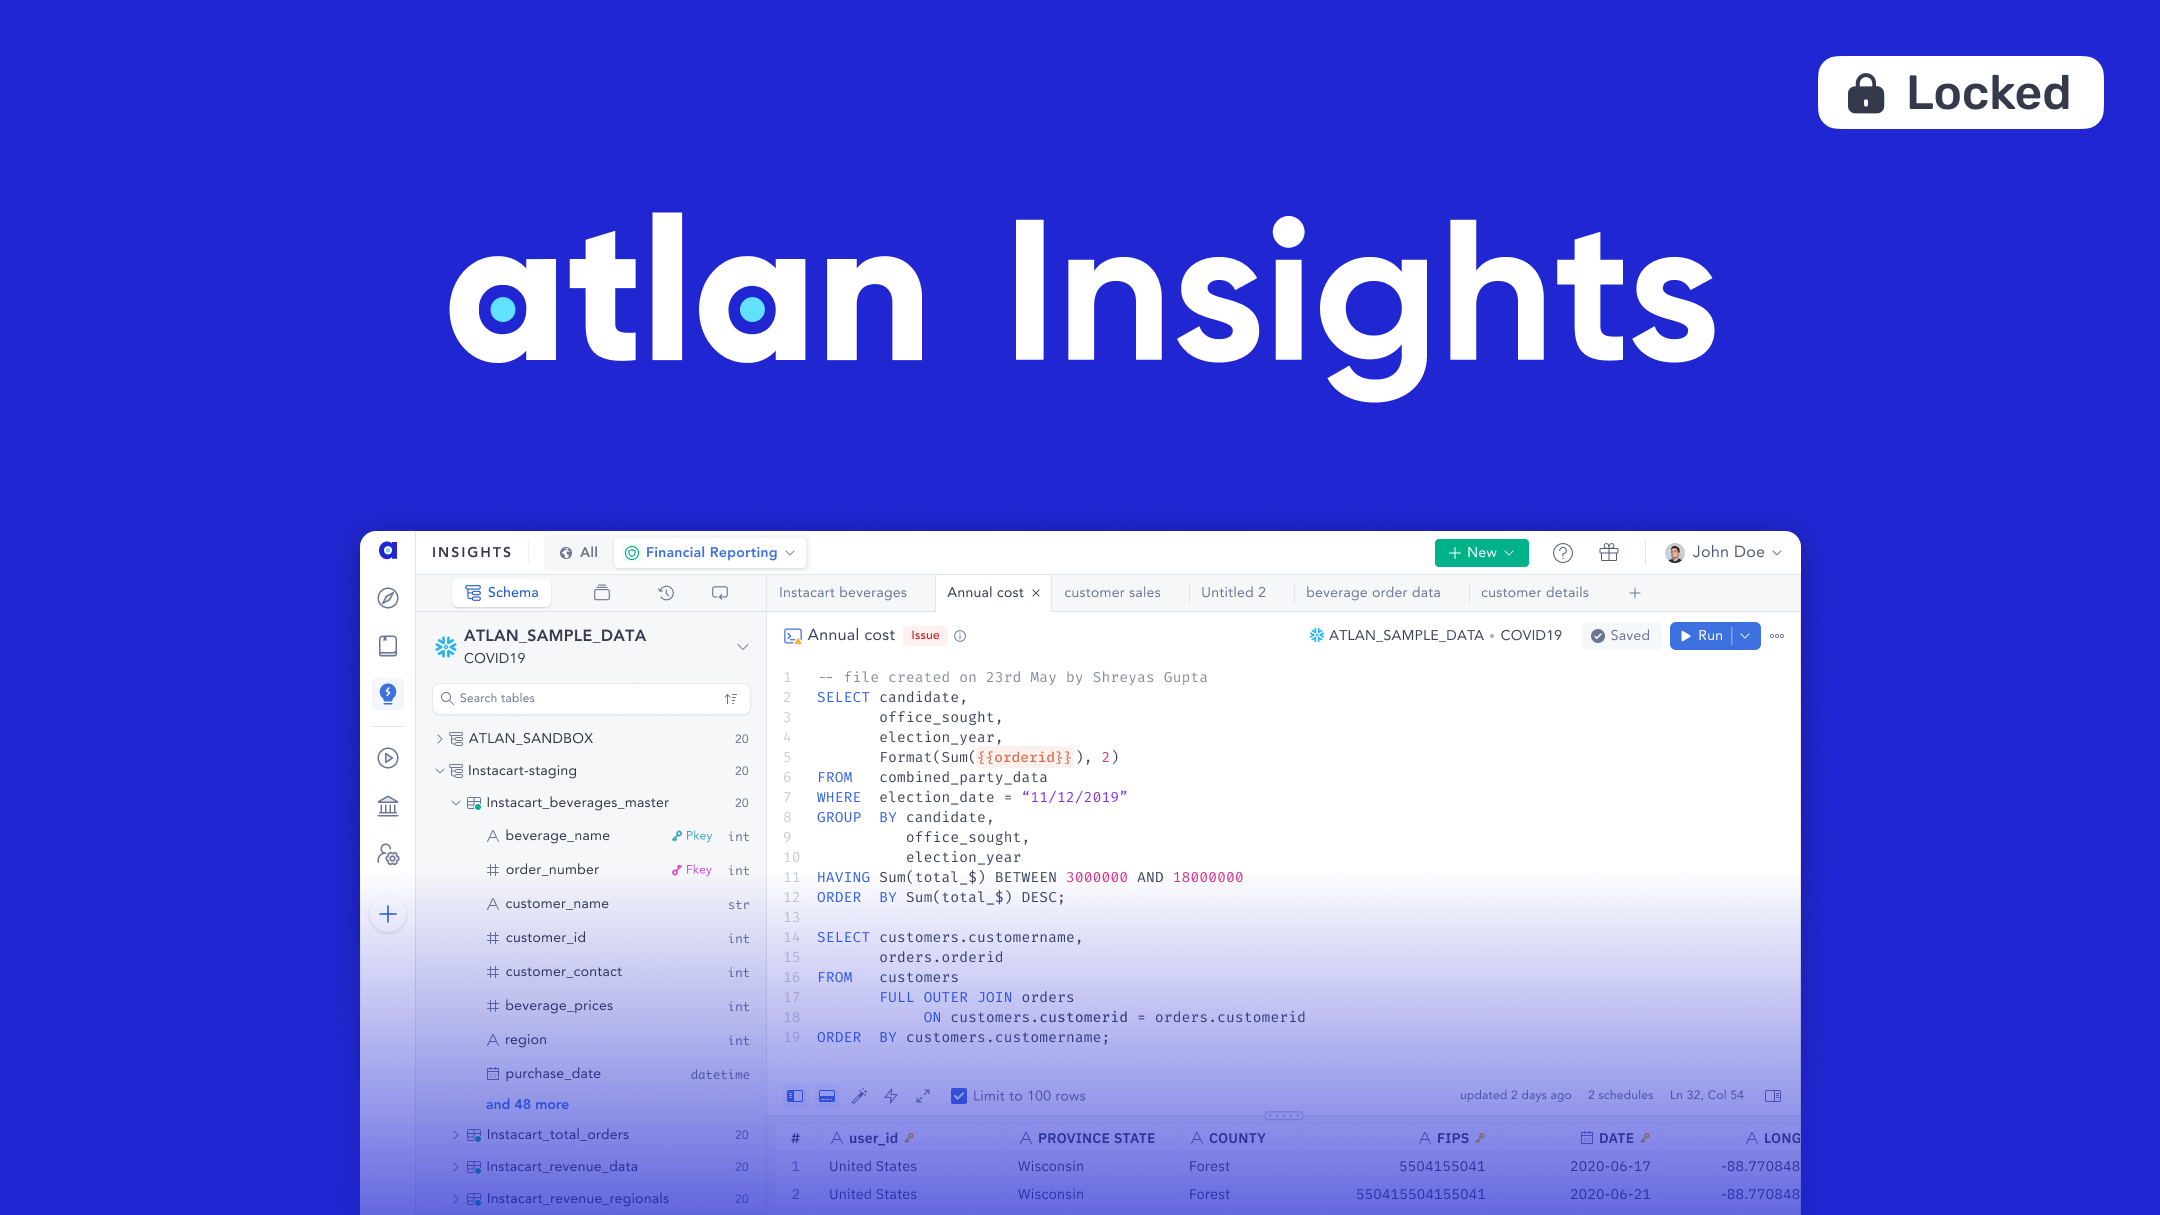 Locked
atlan Insights
INSIGHTS
All
Financial Reporting
New
John Doe
Schema
Instacart beverages
Annual cost
customer sales
Untitled 2
beverage order data
customer details
ATLAN_SAMPLE_DATA
COVID19
Annual cost
Issue
ATLAN_SAMPLE_DATA • COVID19
Saved
Run
Search tables
ATLAN_SANDBOX 20
Instacart-staging 20
Instacart_beverages_master 20
beverage_name Pkey int
order_number Fkey int
customer_name str
customer_id int
customer_contact int
beverage_prices int
region int
purchase_date datetime
and 48 more
Instacart_total_orders 20
Instacart_revenue_data 20
Instacart_revenue_regionals 20
1 -- file created on 23rd May by Shreyas Gupta
2 SELECT candidate,
3 office_sought,
4 election_year,
5 Format(Sum({{orderid}}), 2)
6 FROM combined_party_data
7 WHERE election_date = “11/12/2019”
8 GROUP BY candidate,
9 office_sought,
10 election_year
11 HAVING Sum(total_$) BETWEEN 3000000 AND 18000000
12 ORDER BY Sum(total_$) DESC;
13
14 SELECT customers.customername,
15 orders.orderid
16 FROM customers
17 FULL OUTER JOIN orders
18 ON customers.customerid = orders.customerid
19 ORDER BY customers.customername;
Limit to 100 rows
updated 2 days ago
2 schedules
Ln 32, Col 54
# user_id PROVINCE STATE COUNTY FIPS DATE LONG
1 United States Wisconsin Forest 5504155041 2020-06-17 -88.770848
2 United States Wisconsin Forest 550415504155041 2020-06-21 -88.770848